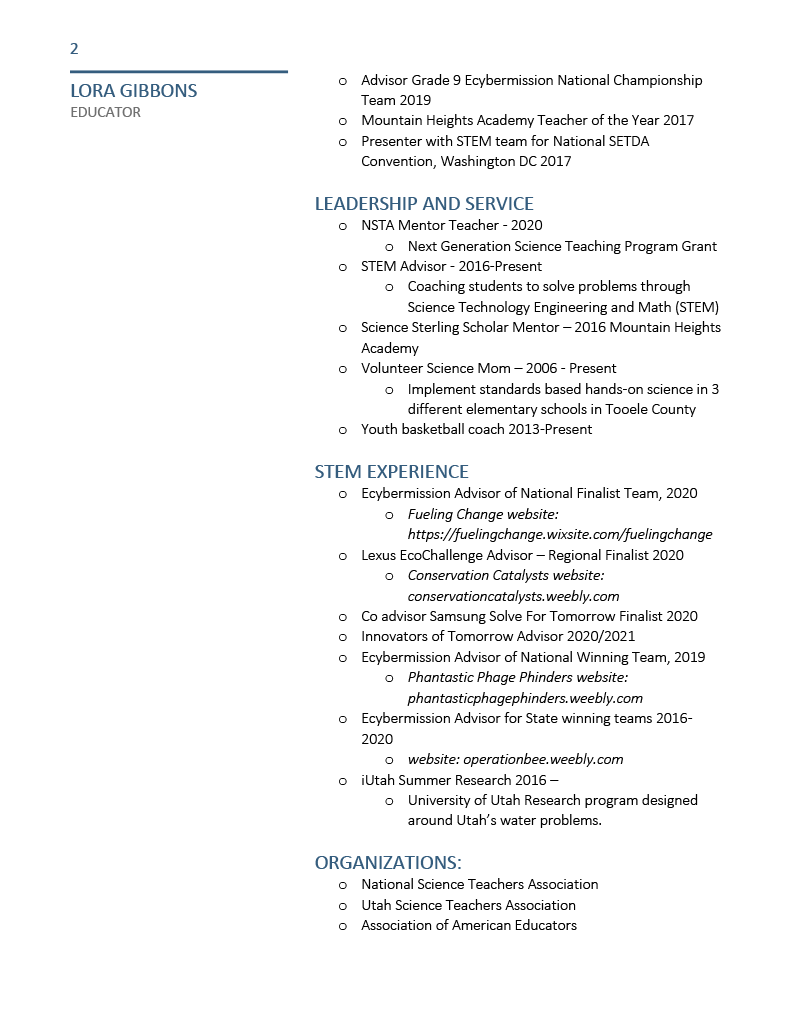 2
LORA GIBBONS
EDUCATOR
o Advisor Grade 9 Ecybermission National Championship
Team 2019
o Mountain Heights Academy Teacher of the Year 2017
o Presenter with STEM team for National SETDA
Convention, Washington DC 2017
LEADERSHIP AND SERVICE
o NSTA Mentor Teacher - 2020
o Next Generation Science Teaching Program Grant
o STEM Advisor - 2016-Present
o Coaching students to solve problems through
Science Technology Engineering and Math (STEM)
o Science Sterling Scholar Mentor – 2016 Mountain Heights
Academy
o Volunteer Science Mom – 2006 - Present
o Implement standards based hands-on science in 3
different elementary schools in Tooele County
o Youth basketball coach 2013-Present
STEM EXPERIENCE
o Ecybermission Advisor of National Finalist Team, 2020
o Fueling Change website:
https://fuelingchange.wixsite.com/fuelingchange
o Lexus EcoChallenge Advisor – Regional Finalist 2020
o Conservation Catalysts website:
conservationcatalysts.weebly.com
o Co advisor Samsung Solve For Tomorrow Finalist 2020
o Innovators of Tomorrow Advisor 2020/2021
o Ecybermission Advisor of National Winning Team, 2019
o Phantastic Phage Phinders website:
phantasticphagephinders.weebly.com
o Ecybermission Advisor for State winning teams 2016-
2020
o website: operationbee.weebly.com
o iUtah Summer Research 2016 –
o University of Utah Research program designed
around Utah’s water problems.
ORGANIZATIONS:
o National Science Teachers Association
o Utah Science Teachers Association
o Association of American Educators